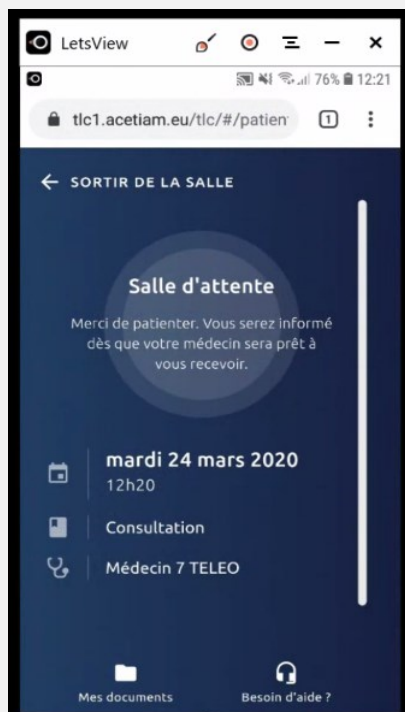 LetsView
76% 12:21
tlc1.acetiam.eu/tlc/#/patien
1
SORTIR DE LA SALLE
Salle d'attente
Merci de patienter. Vous serez informé
dès que votre médecin sera prêt à
vous recevoir.
mardi 24 mars 2020
12h20
Consultation
Médecin 7 TELEO
Mes documents
Besoin d'aide ?